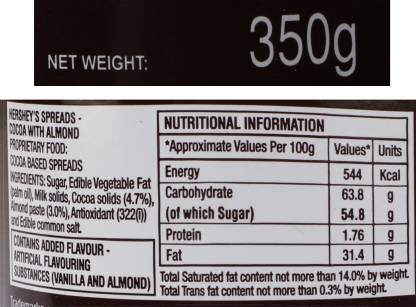 NET WEIGHT: 350g
HERSHEY'S SPREADS -
COCOA WITH ALMOND
PROPRIETARY FOOD:
COCOA BASED SPREADS
INGREDIENTS: Sugar, Edible Vegetable Fat
(palm oil), Milk solids, Cocoa solids (4.7%),
Almond paste (3.0%), Antioxidant (322(i))
and Edible common salt.
CONTAINS ADDED FLAVOUR -
ARTIFICIAL FLAVOURING
SUBSTANCES (VANILLA AND ALMOND)
NUTRITIONAL INFORMATION
*Approximate Values Per 100g Values* Units
Energy 544 Kcal
Carbohydrate 63.8 g
(of which Sugar) 54.8 g
Protein 1.76 g
Fat 31.4 g
Total Saturated fat content not more than 14.0% by weight.
Total Trans fat content not more than 0.3% by weight.